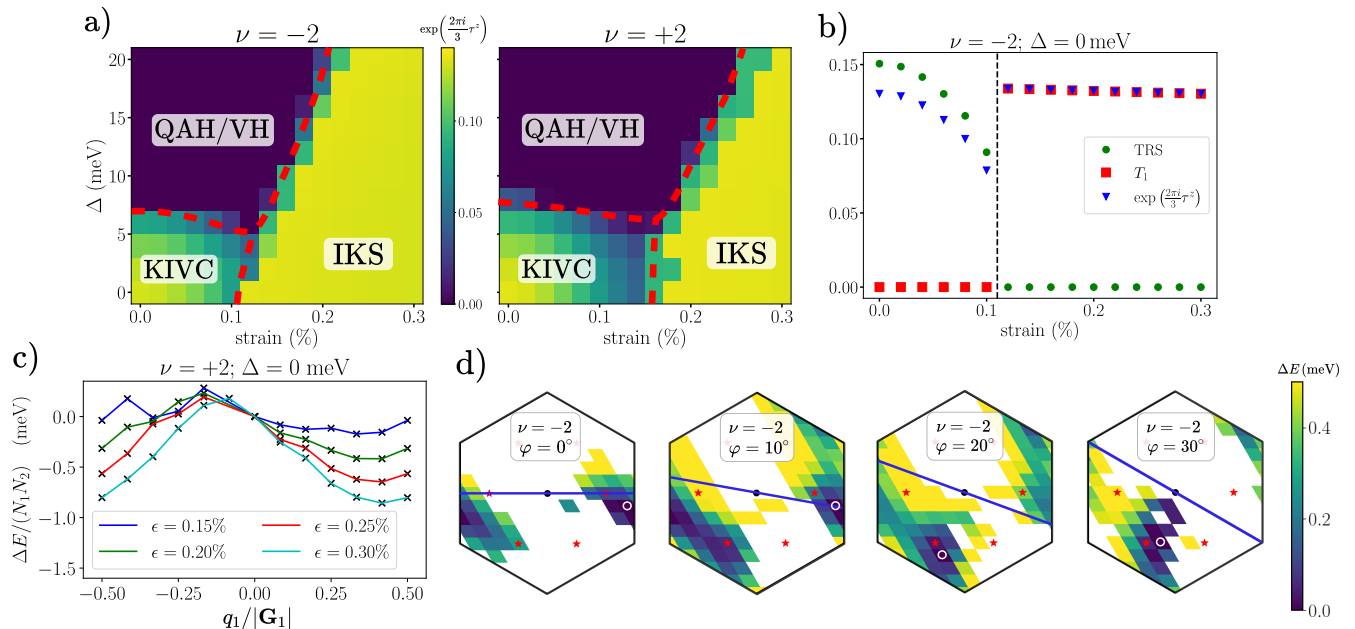 a)
ν = −2
exp(2πi/3 τ^z)
ν = +2
Δ (meV)
20
15
10
5
0
QAH/VH
KIVC
IKS
0.0
0.1
0.2
0.3
strain (%)
0.10
0.05
0.00
QAH/VH
KIVC
IKS
0.0
0.1
0.2
0.3
strain (%)
b)
ν = −2; Δ = 0 meV
0.15
0.10
0.05
0.00
TRS
T₁
exp(2πi/3 τ^z)
0.0
0.1
0.2
0.3
strain (%)
c)
ν = +2; Δ = 0 meV
ΔE/(N₁N₂) (meV)
0.0
−0.5
−1.0
−1.5
ϵ = 0.15%
ϵ = 0.20%
ϵ = 0.25%
ϵ = 0.30%
−0.50
−0.25
0.00
0.25
0.50
q₁/|G₁|
d)
ν = −2
φ = 0°
ν = −2
φ = 10°
ν = −2
φ = 20°
ν = −2
φ = 30°
ΔE (meV)
0.4
0.2
0.0